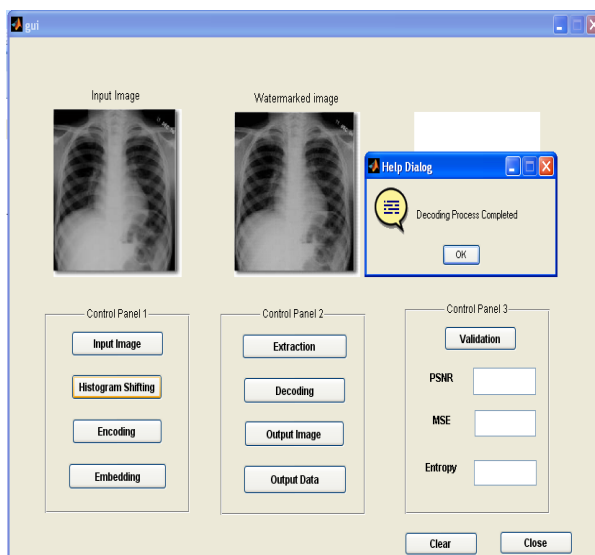 gui
Input Image
Watermarked image
Help Dialog
Decoding Process Completed
OK
Control Panel 1
Input Image
Histogram Shifting
Encoding
Embedding
Control Panel 2
Extraction
Decoding
Output Image
Output Data
Control Panel 3
Validation
PSNR
MSE
Entropy
Clear
Close